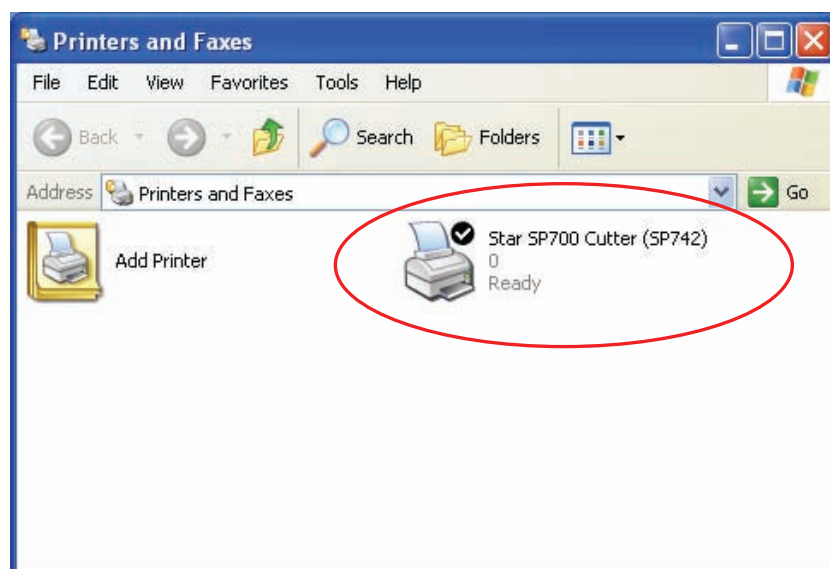 Printers and Faxes
File Edit View Favorites Tools Help
Back Search Folders
Address Printers and Faxes Go
Add Printer
Star SP700 Cutter (SP742)
0
Ready